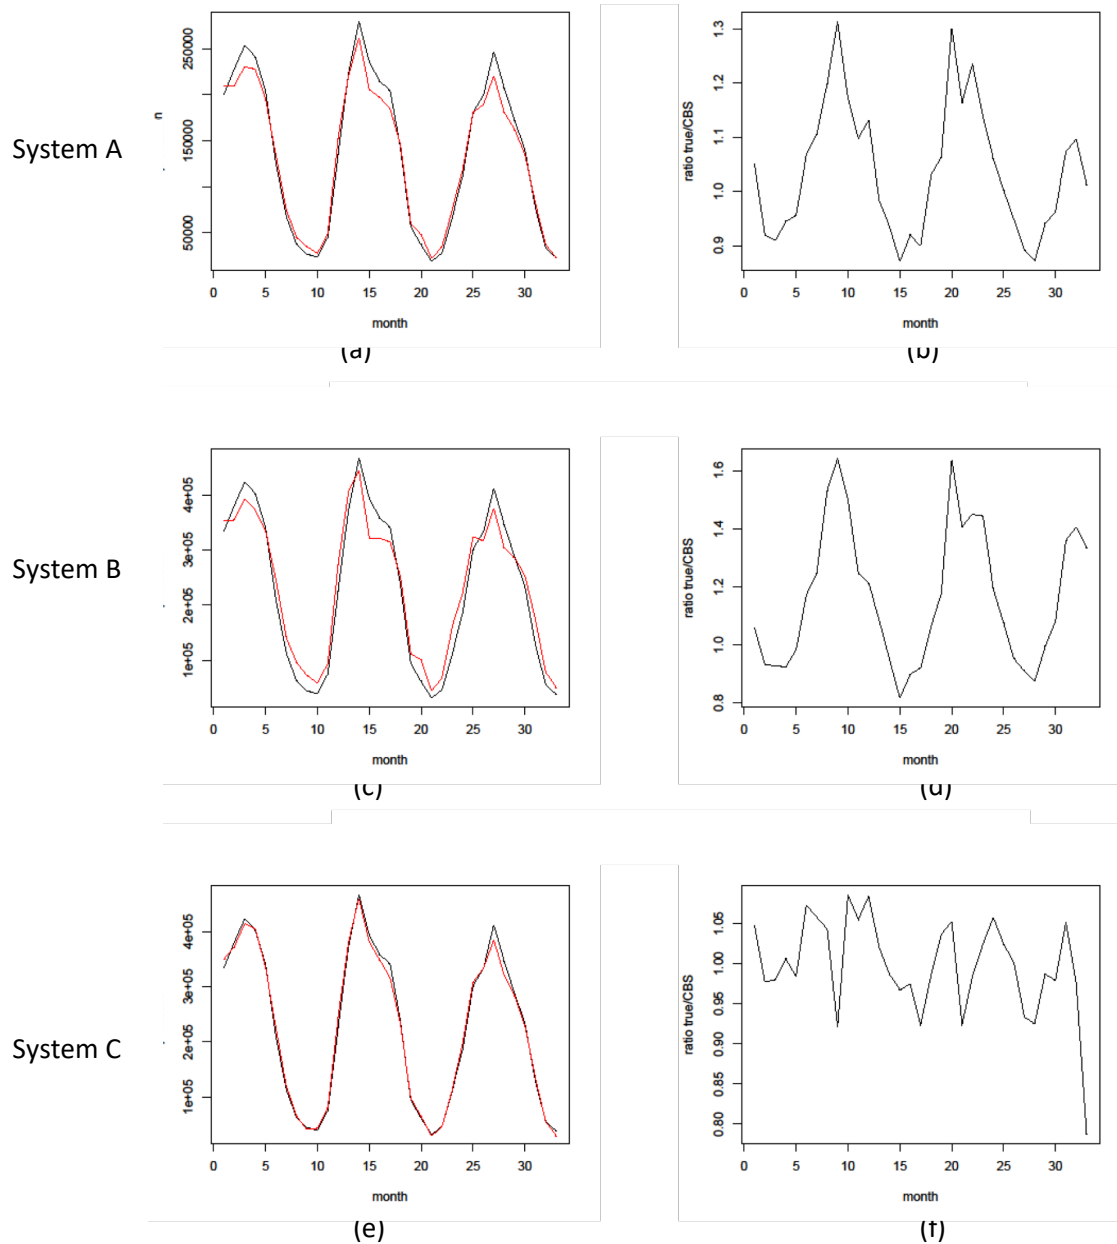 System A
n
50000
150000
250000
0 5 10 15 20 25 30
month
(a)
ratio true/CBS
0.9 1.0 1.1 1.2 1.3
0 5 10 15 20 25 30
month
(b)
System B
1e+05 2e+05 3e+05 4e+05
0 5 10 15 20 25 30
month
(c)
ratio true/CBS
0.8 1.0 1.2 1.4 1.6
0 5 10 15 20 25 30
month
(d)
System C
1e+05 2e+05 3e+05 4e+05
0 5 10 15 20 25 30
month
(e)
ratio true/CBS
0.80 0.85 0.90 0.95 1.00 1.05
0 5 10 15 20 25 30
month
(f)